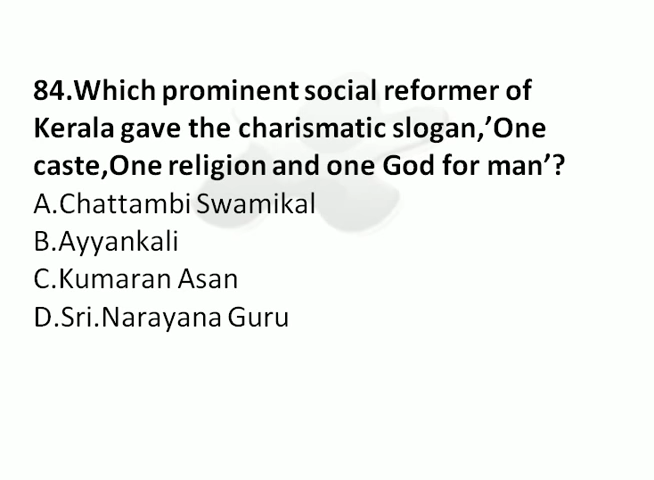 84.Which prominent social reformer of
Kerala gave the charismatic slogan,’One
caste,One religion and one God for man’?
A.Chattambi Swamikal
B.Ayyankali
C.Kumaran Asan
D.Sri.Narayana Guru